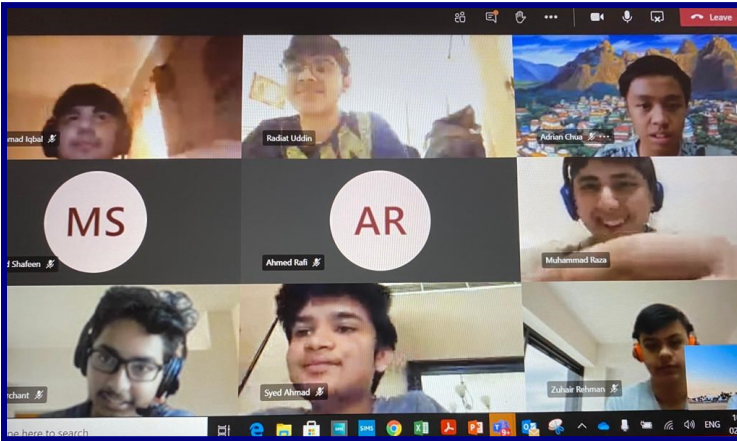 Leave
mad Iqbal
Radiat Uddin
Adrian Chua
MS
AR
d Shafeen
Ahmed Rafi
Muhammad Raza
rchant
Syed Ahmad
Zuhair Rehman
pe here to search
SIMS
ENG